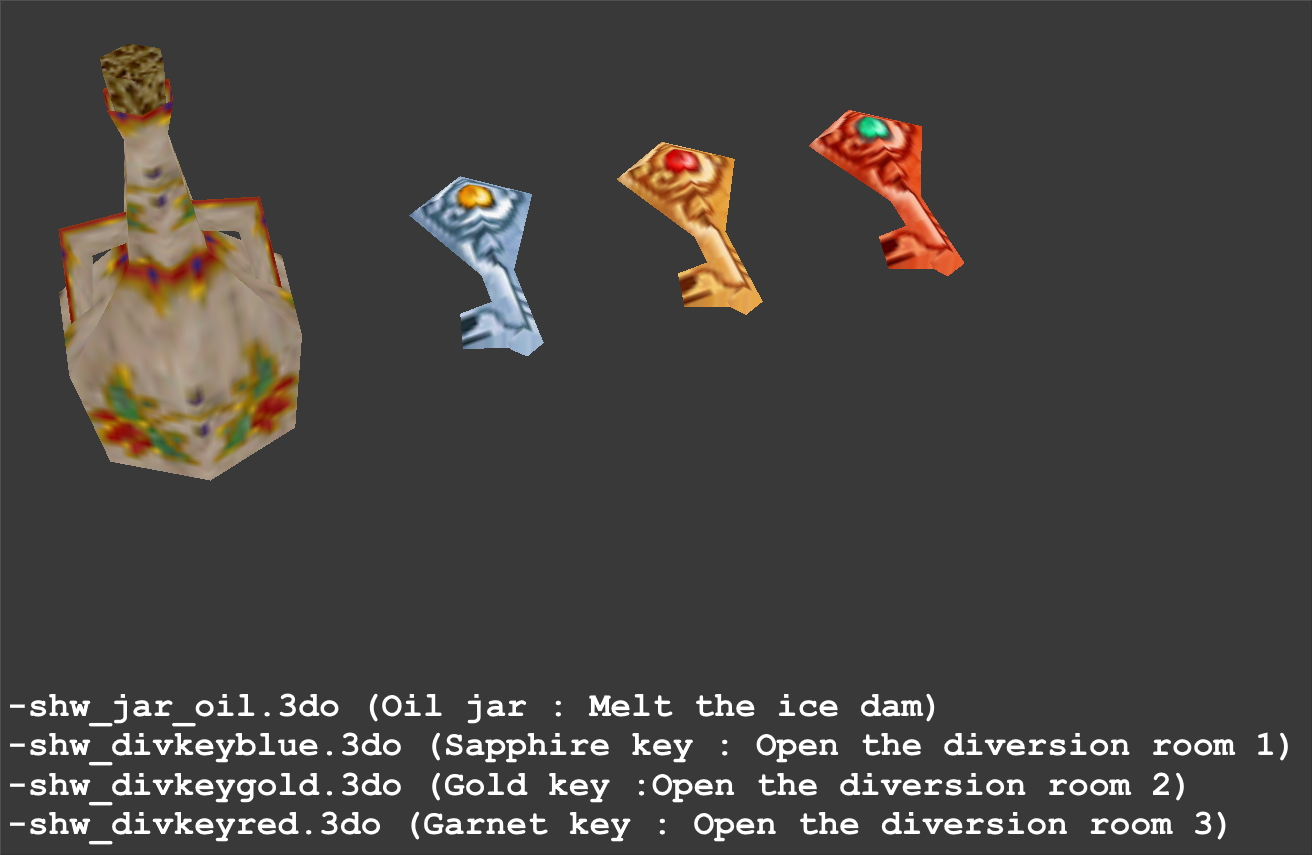 -shw_jar_oil.3do (Oil jar : Melt the ice dam)
-shw_divkeyblue.3do (Sapphire key : Open the diversion room 1)
-shw_divkeygold.3do (Gold key :Open the diversion room 2)
-shw_divkeyred.3do (Garnet key : Open the diversion room 3)